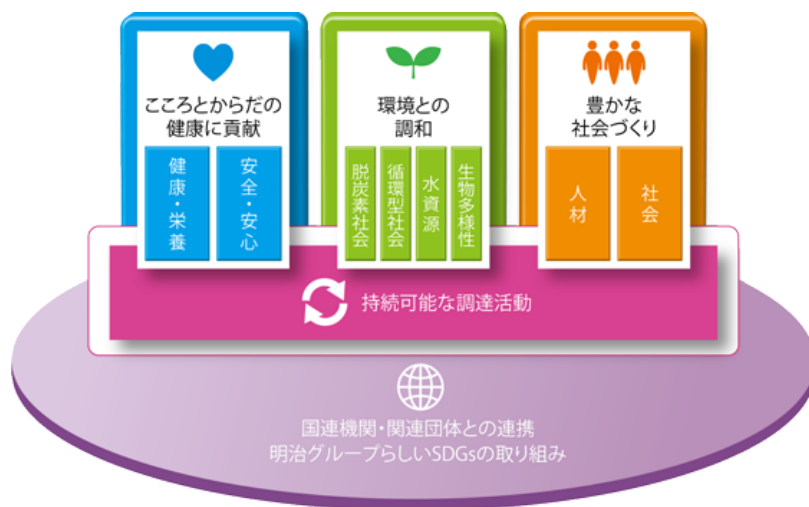 こころとからだの
健康に貢献
健康・栄養
安全・安心
環境との
調和
脱炭素社会
循環型社会
水資源
生物多様性
豊かな
社会づくり
人材
社会
持続可能な調達活動
国連機関・関連団体との連携
明治グループらしいSDGsの取り組み